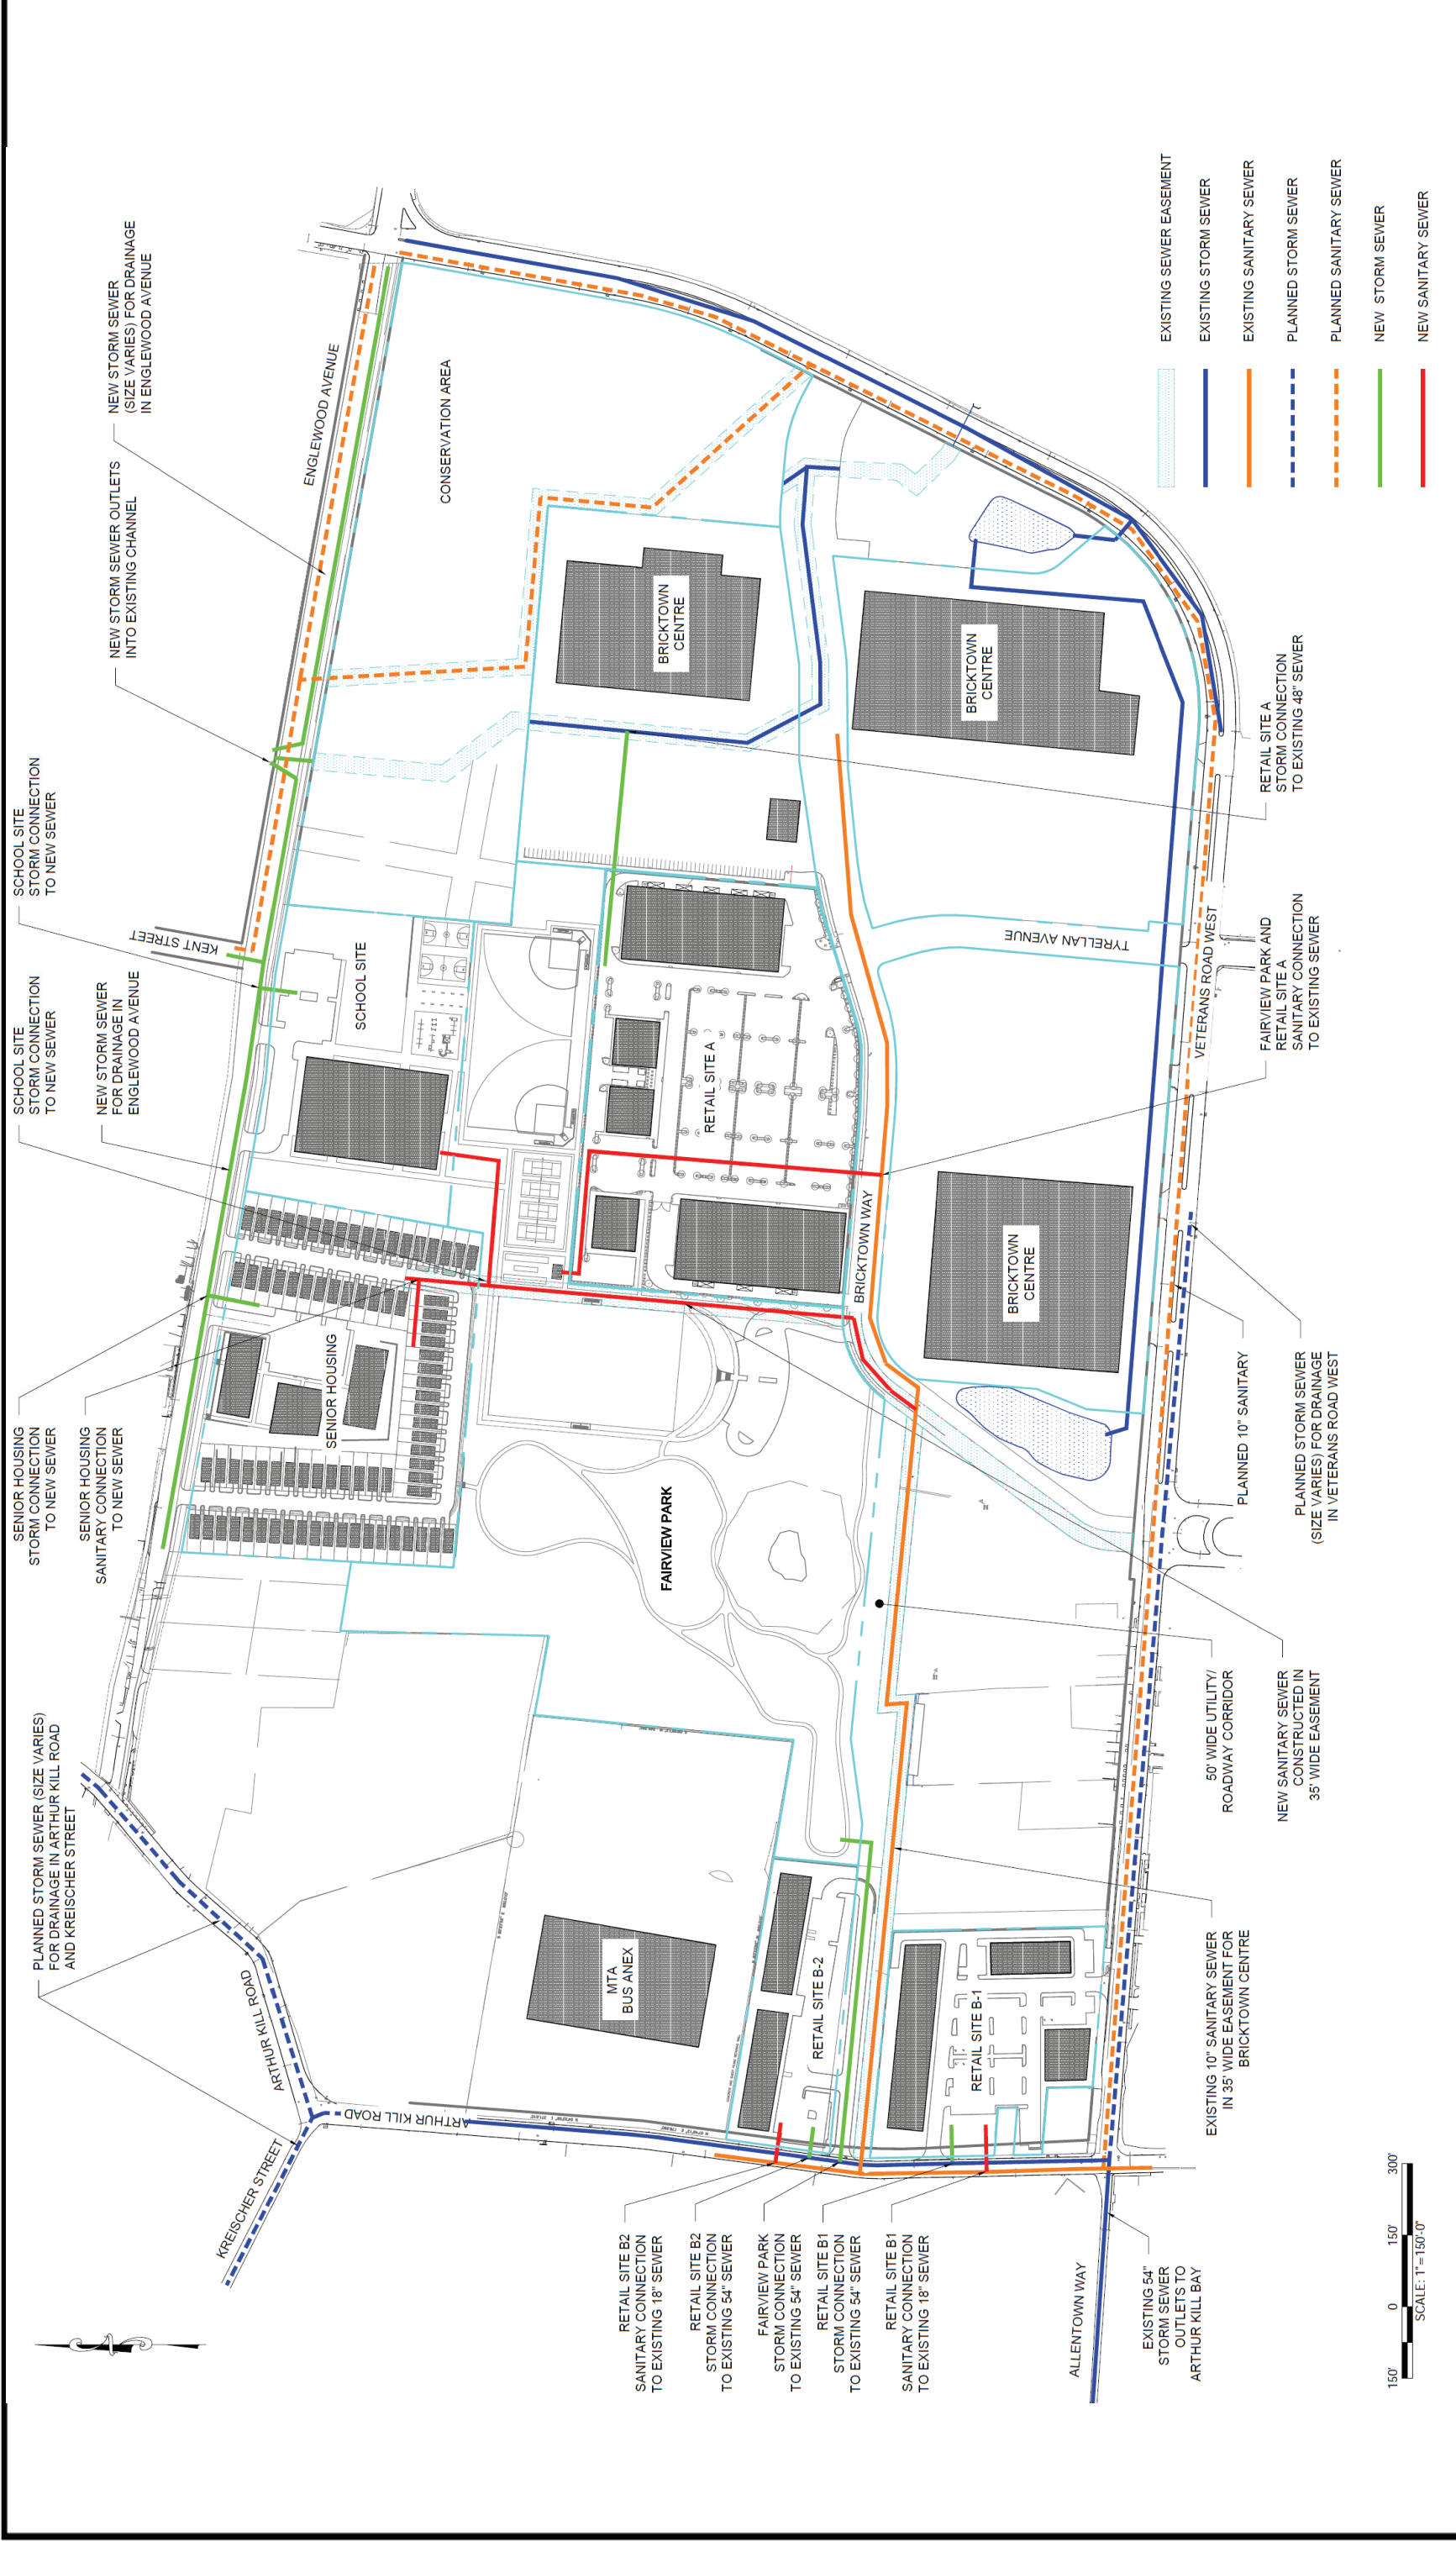 PLANNED STORM SEWER (SIZE VARIES)
FOR DRAINAGE IN ARTHUR KILL ROAD
AND KREISCHER STREET
SENIOR HOUSING
STORM CONNECTION
TO NEW SEWER
SENIOR HOUSING
SANITARY CONNECTION
TO NEW SEWER
SCHOOL SITE
STORM CONNECTION
TO NEW SEWER
NEW STORM SEWER
FOR DRAINAGE IN
ENGLEWOOD AVENUE
SCHOOL SITE
STORM CONNECTION
TO NEW SEWER
NEW STORM SEWER OUTLETS
INTO EXISTING CHANNEL
NEW STORM SEWER
(SIZE VARIES) FOR DRAINAGE
IN ENGLEWOOD AVENUE
KREISCHER STREET
ARTHUR KILL ROAD
ARTHUR KILL ROAD
KENT STREET
ENGLEWOOD AVENUE
SENIOR HOUSING
SCHOOL SITE
CONSERVATION AREA
MTA
BUS ANEX
FAIRVIEW PARK
RETAIL SITE A
BRICKTOWN
CENTRE
RETAIL SITE B-2
BRICKTOWN WAY
RETAIL SITE B-1
BRICKTOWN
CENTRE
BRICKTOWN
CENTRE
TYRELLAN AVENUE
VETERANS ROAD WEST
RETAIL SITE B2
SANITARY CONNECTION
TO EXISTING 18" SEWER
RETAIL SITE B2
STORM CONNECTION
TO EXISTING 54" SEWER
FAIRVIEW PARK
STORM CONNECTION
TO EXISTING 54" SEWER
RETAIL SITE B1
STORM CONNECTION
TO EXISTING 54" SEWER
RETAIL SITE B1
SANITARY CONNECTION
TO EXISTING 18" SEWER
ALLENTOWN WAY
EXISTING 54"
STORM SEWER
OUTLETS TO
ARTHUR KILL BAY
EXISTING 10" SANITARY SEWER
IN 35' WIDE EASEMENT FOR
BRICKTOWN CENTRE
50' WIDE UTILITY/
ROADWAY CORRIDOR
NEW SANITARY SEWER
CONSTRUCTED IN
35' WIDE EASEMENT
PLANNED 10" SANITARY
PLANNED STORM SEWER
(SIZE VARIES) FOR DRAINAGE
IN VETERANS ROAD WEST
FAIRVIEW PARK AND
RETAIL SITE A
SANITARY CONNECTION
TO EXISTING SEWER
RETAIL SITE A
STORM CONNECTION
TO EXISTING 48" SEWER
EXISTING SEWER EASEMENT
EXISTING STORM SEWER
EXISTING SANITARY SEWER
PLANNED STORM SEWER
PLANNED SANITARY SEWER
NEW STORM SEWER
NEW SANITARY SEWER
150' 0 150' 300'
SCALE: 1"=150'-0"